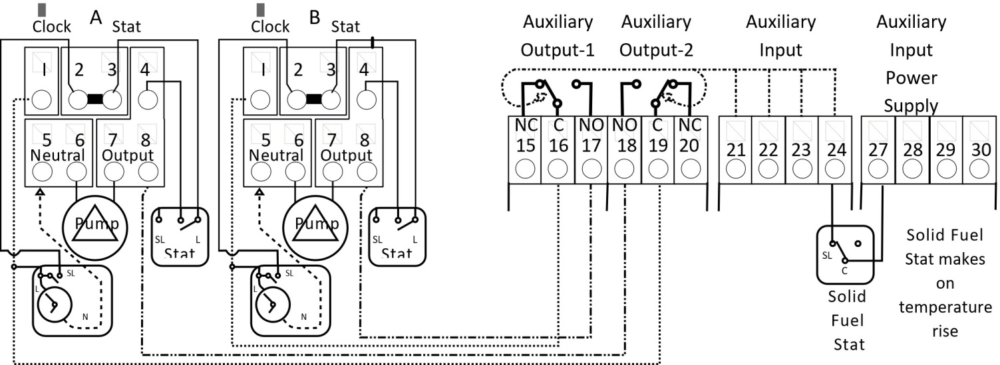 A
Clock Stat
1 2 3 4
5 6 7 8
Neutral Output
Pump
SL L
Stat
SL
L
N
B
Clock Stat
1 2 3 4
5 6 7 8
Neutral Output
Pump
SL L
Stat
SL
L
N
Auxiliary
Output-1
Auxiliary
Output-2
Auxiliary
Input
Auxiliary
Input
Power
Supply
NC C NO NO C NC
15 16 17 18 19 20
21 22 23 24
27 28 29 30
SL
C
Solid
Fuel
Stat
Solid Fuel
Stat makes
on
temperature
rise